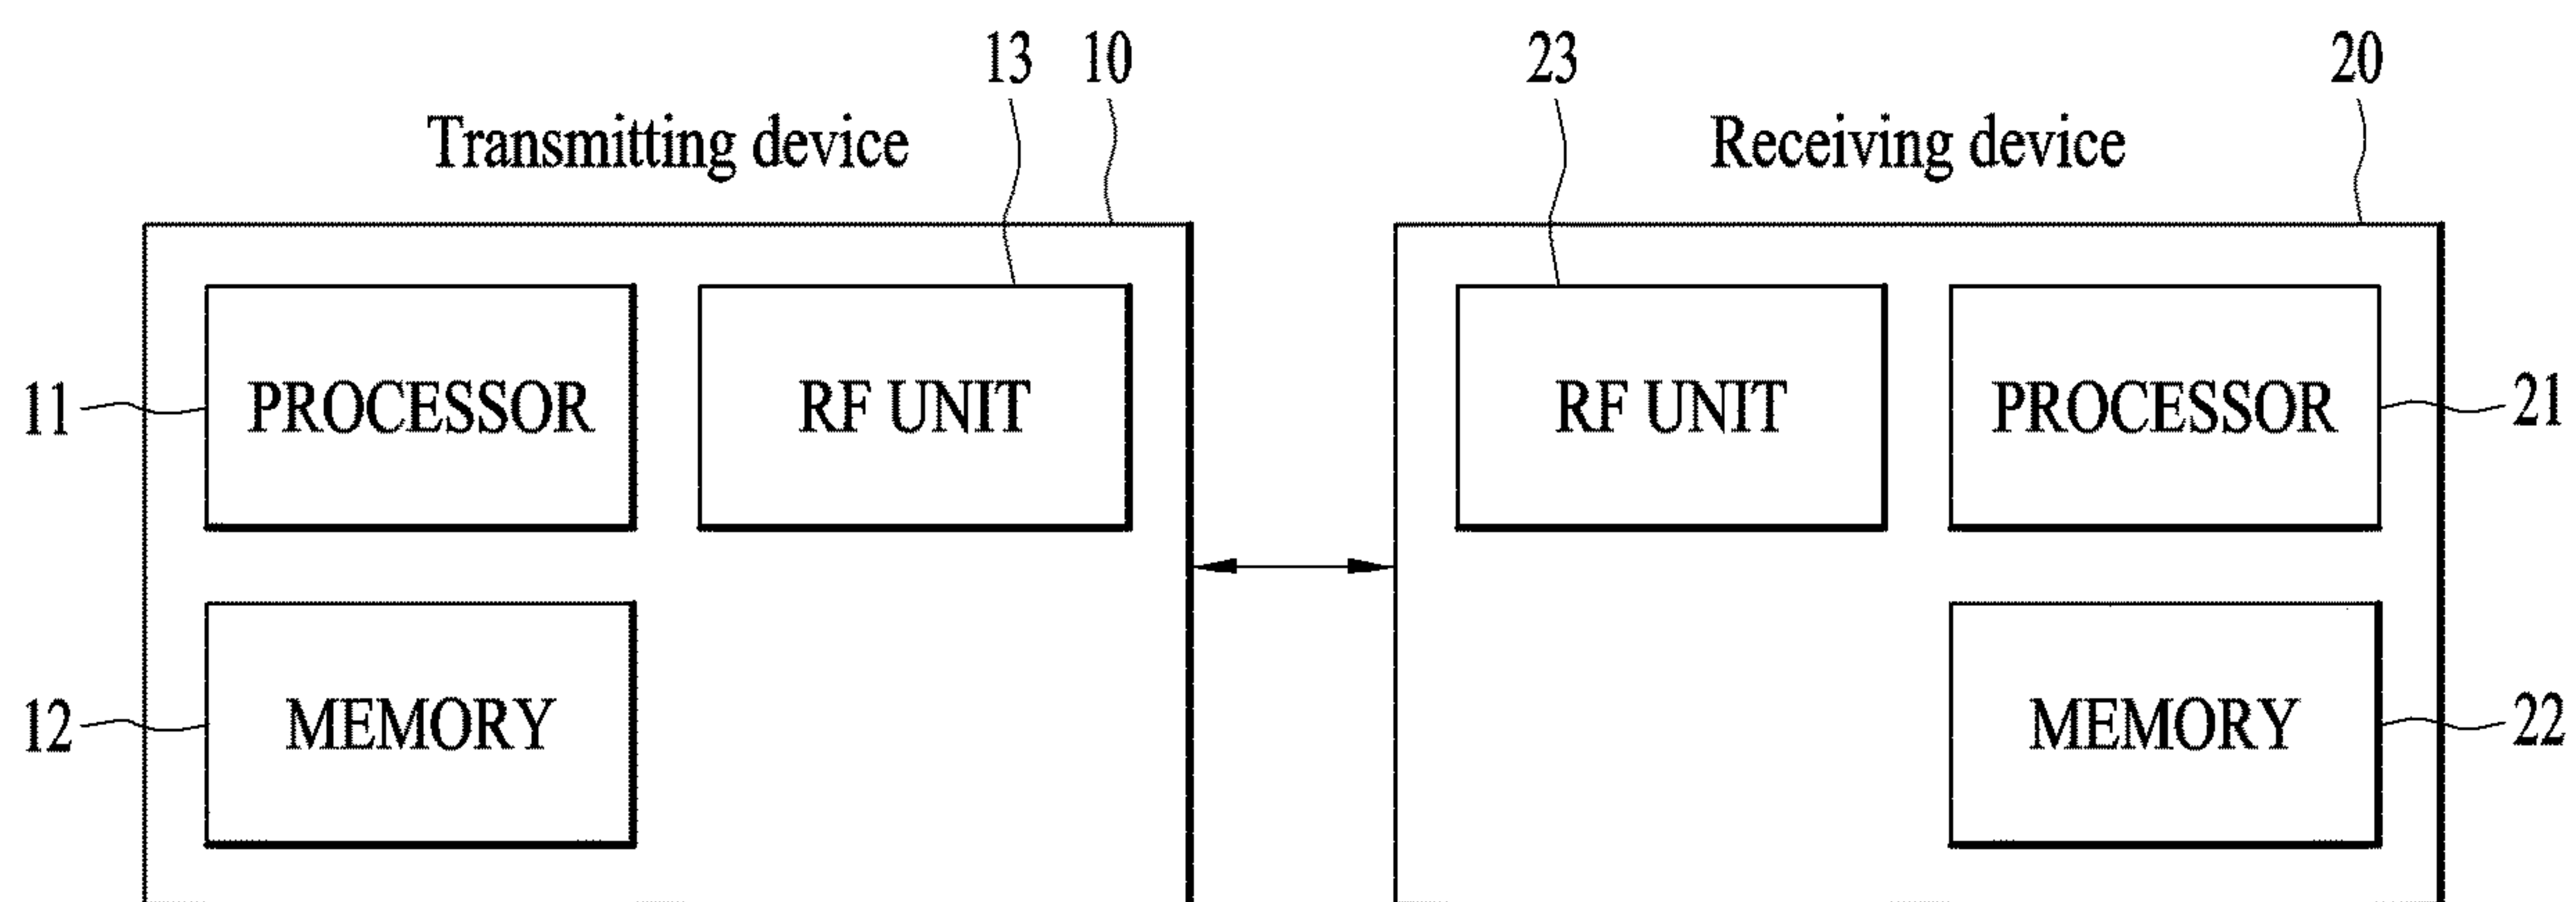 13 10 23 20
Transmitting device Receiving device
11 PROCESSOR RF UNIT RF UNIT PROCESSOR 21
12 MEMORY MEMORY 22